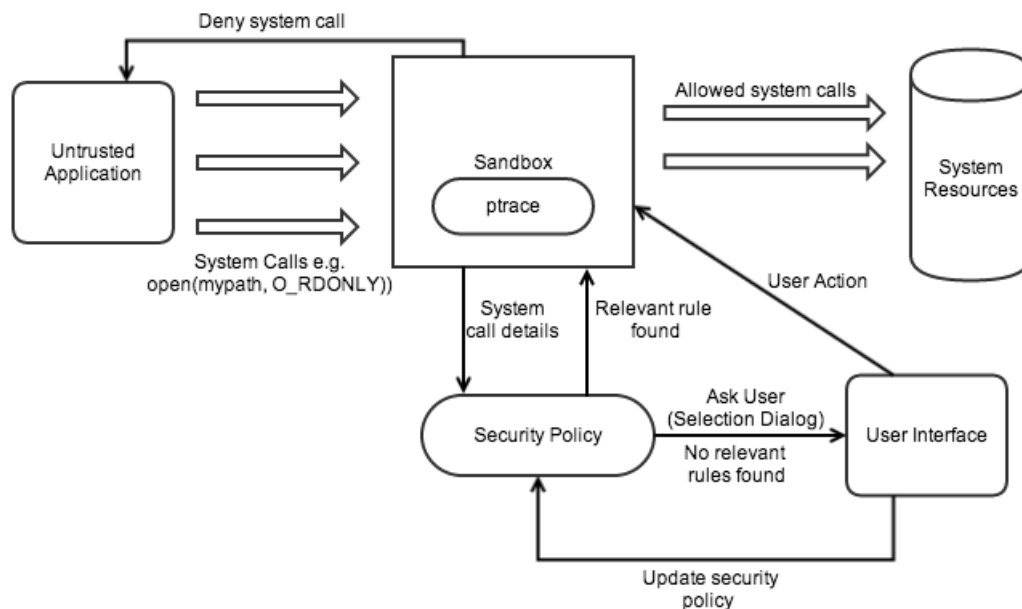 Deny system call
Untrusted
Application
System Calls e.g.
open(mypath, O_RDONLY))
Sandbox
ptrace
Allowed system calls
System
Resources
User Action
System
call details
Relevant rule
found
Security Policy
Ask User
(Selection Dialog)
No relevant
rules found
User Interface
Update security
policy